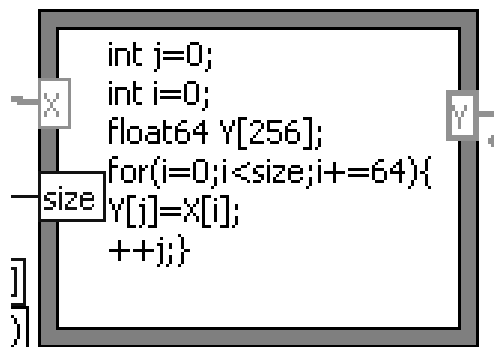 int j=0;
int i=0;
X
float64 Y[256];
Y
for(i=0;i<size;i+=64){
size
Y[j]=X[i];
++j;}
]
)